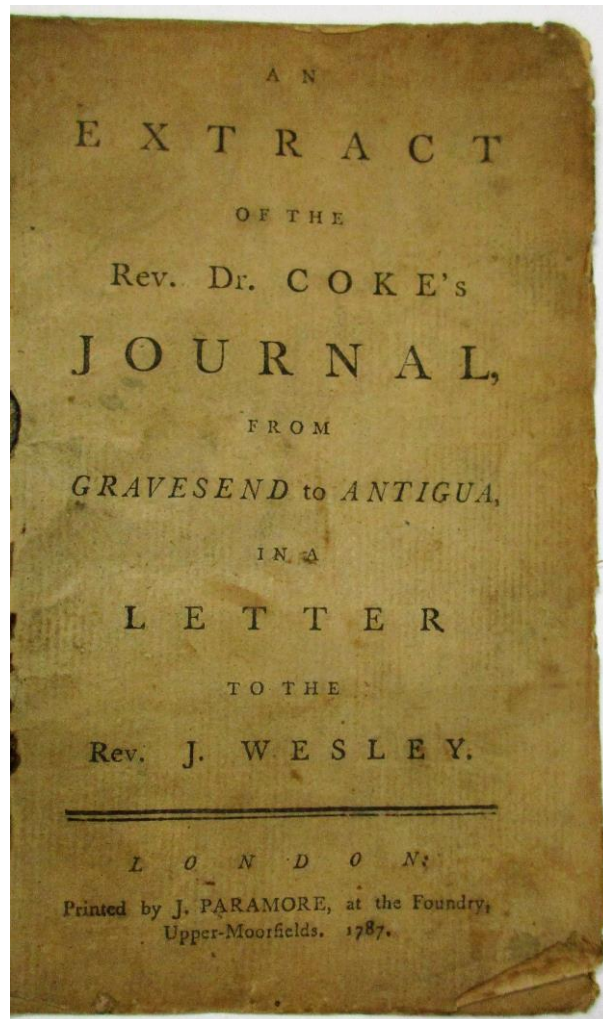 AN
EXTRACT
OF THE
Rev. Dr. COKE's
JOURNAL,
FROM
GRAVESEND to ANTIGUA,
IN A
LETTER
TO THE
Rev. J. WESLEY.
LONDON:
Printed by J. PARAMORE, at the Foundry,
Upper-Moorfields. 1787.